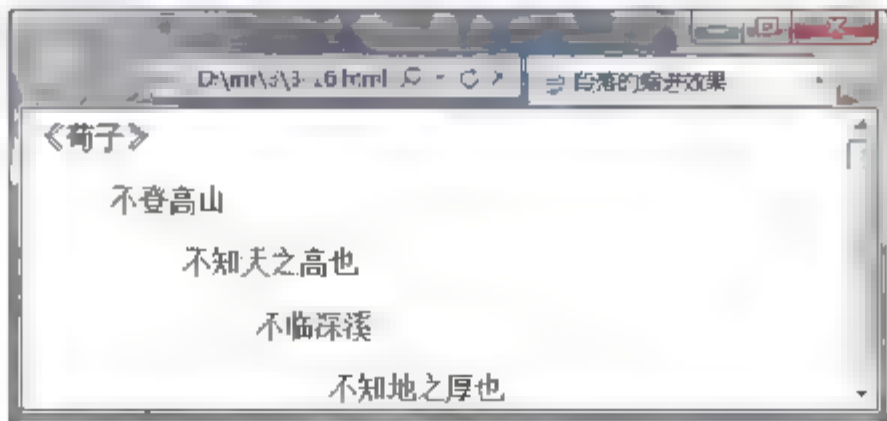 段落的缩进效果
《荀子》
不登高山
不知天之高也
不临深溪
不知地之厚也